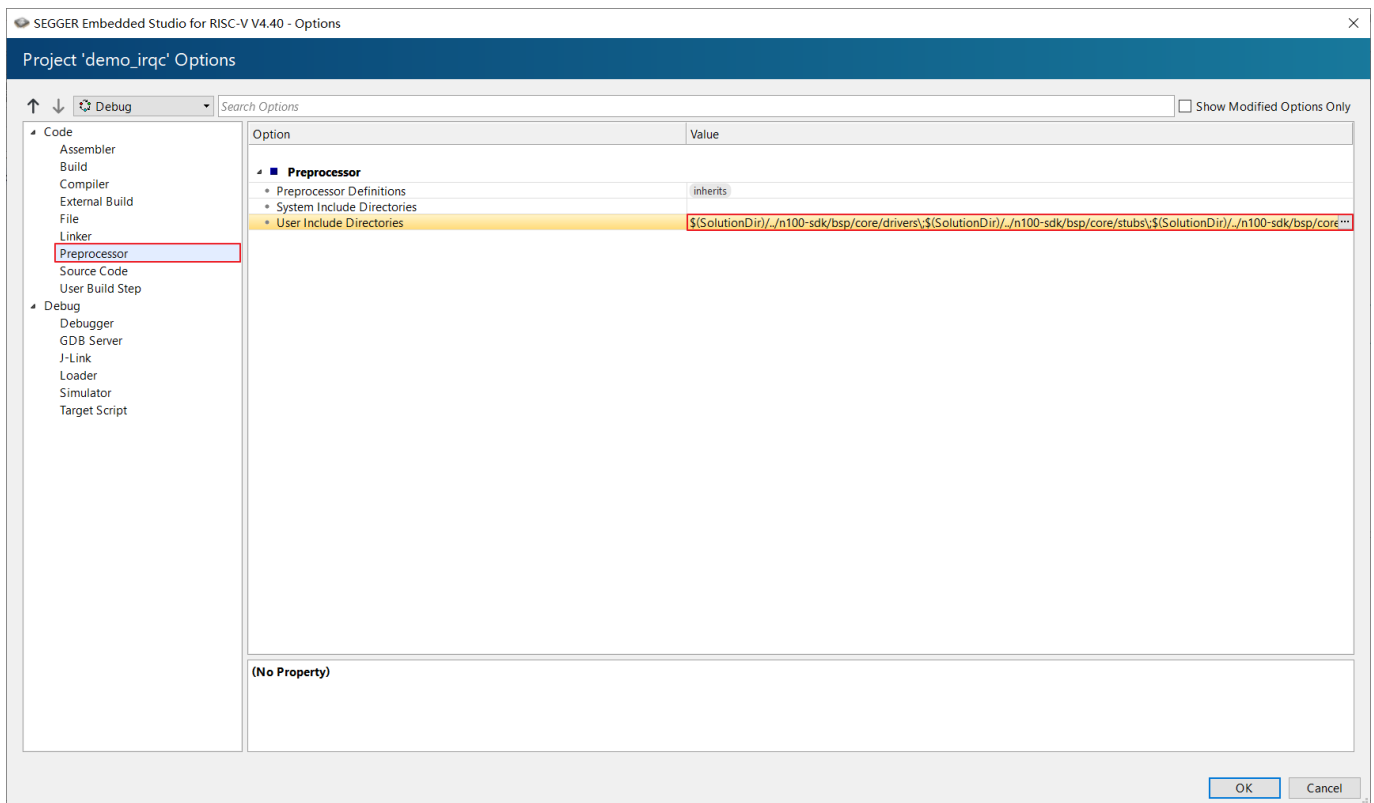 SEGGER Embedded Studio for RISC-V V4.40 - Options
Project 'demo_irqc' Options
Debug
Search Options
Show Modified Options Only
Code
Assembler
Build
Compiler
External Build
File
Linker
Preprocessor
Source Code
User Build Step
Debug
Debugger
GDB Server
J-Link
Loader
Simulator
Target Script
Option Value
Preprocessor
Preprocessor Definitions inherits
System Include Directories
User Include Directories $(SolutionDir)/../n100-sdk/bsp/core/drivers\;$(SolutionDir)/../n100-sdk/bsp/core/stubs\;$(SolutionDir)/../n100-sdk/bsp/core ...
(No Property)
OK Cancel